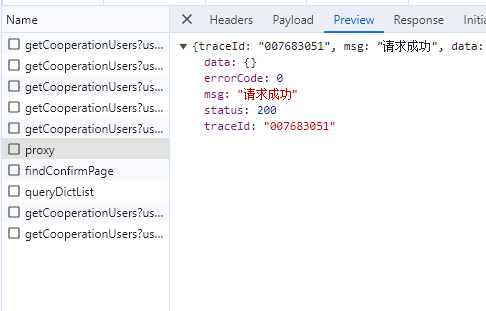 Name
Headers Payload Preview Response Initia
getCooperationUsers?us...
getCooperationUsers?us...
getCooperationUsers?us...
getCooperationUsers?us...
getCooperationUsers?us...
proxy
findConfirmPage
queryDictList
getCooperationUsers?us...
getCooperationUsers?us...
{traceId: "007683051", msg: "请求成功", data:
data: {}
errorCode: 0
msg: "请求成功"
status: 200
traceId: "007683051"